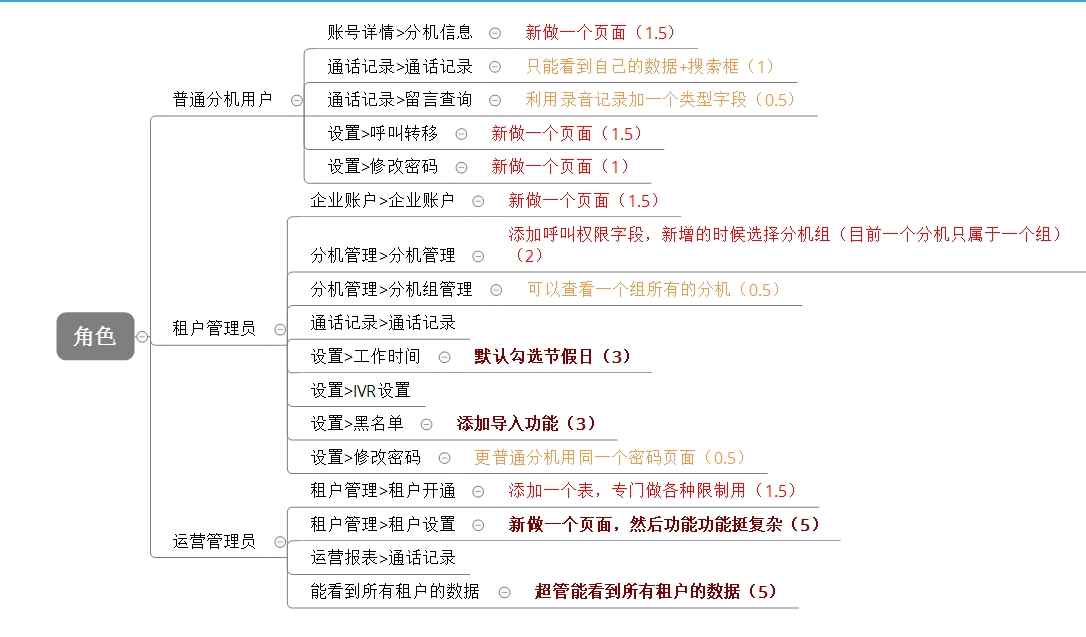 账号详情>分机信息 新做一个页面（1.5）
通话记录>通话记录 只能看到自己的数据+搜索框（1）
普通分机用户 通话记录>留言查询 利用录音记录加一个类型字段（0.5）
设置>呼叫转移 新做一个页面（1.5）
设置>修改密码 新做一个页面（1）
企业账户>企业账户 新做一个页面（1.5）
添加呼叫权限字段，新增的时候选择分机组（目前一个分机只属于一个组）
分机管理>分机管理 （2）
分机管理>分机组管理 可以查看一个组所有的分机（0.5）
租户管理员 通话记录>通话记录
角色 设置>工作时间 默认勾选节假日（3）
设置>IVR设置
设置>黑名单 添加导入功能（3）
设置>修改密码 更普通分机用同一个密码页面（0.5）
租户管理>租户开通 添加一个表，专门做各种限制用（1.5）
租户管理>租户设置 新做一个页面，然后功能功能挺复杂（5）
运营管理员 运营报表>通话记录
能看到所有租户的数据 超管能看到所有租户的数据（5）